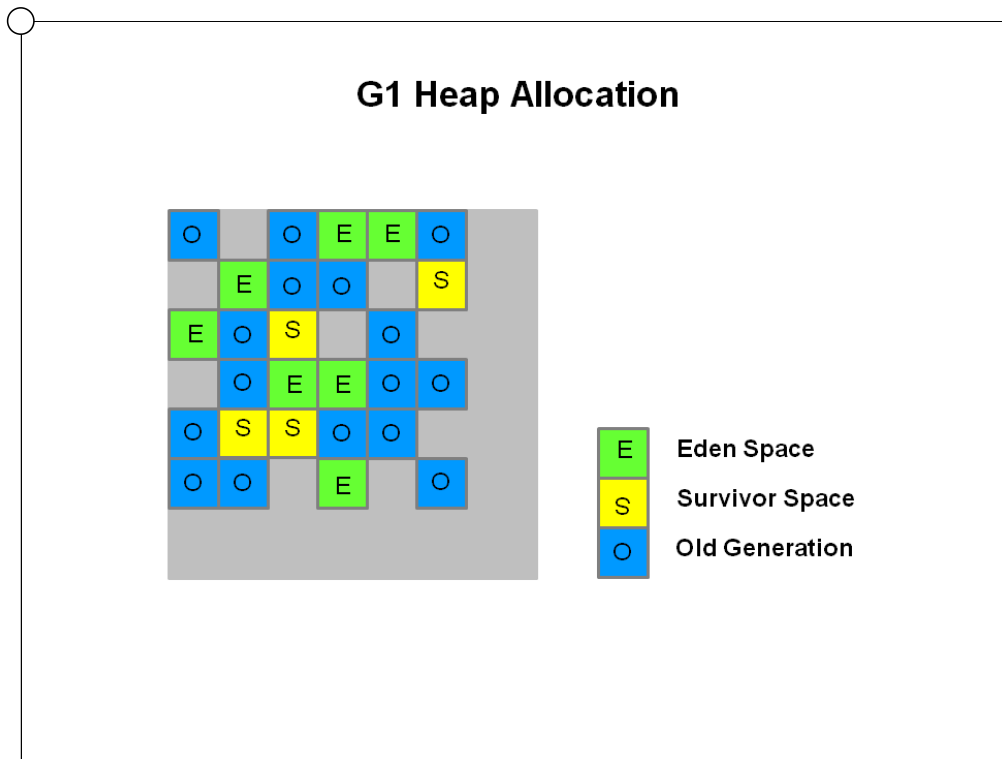 G1 Heap Allocation
O O E E O
E O O S
E O S O
O E E O O
O S S O O
O O E O
E Eden Space
S Survivor Space
O Old Generation